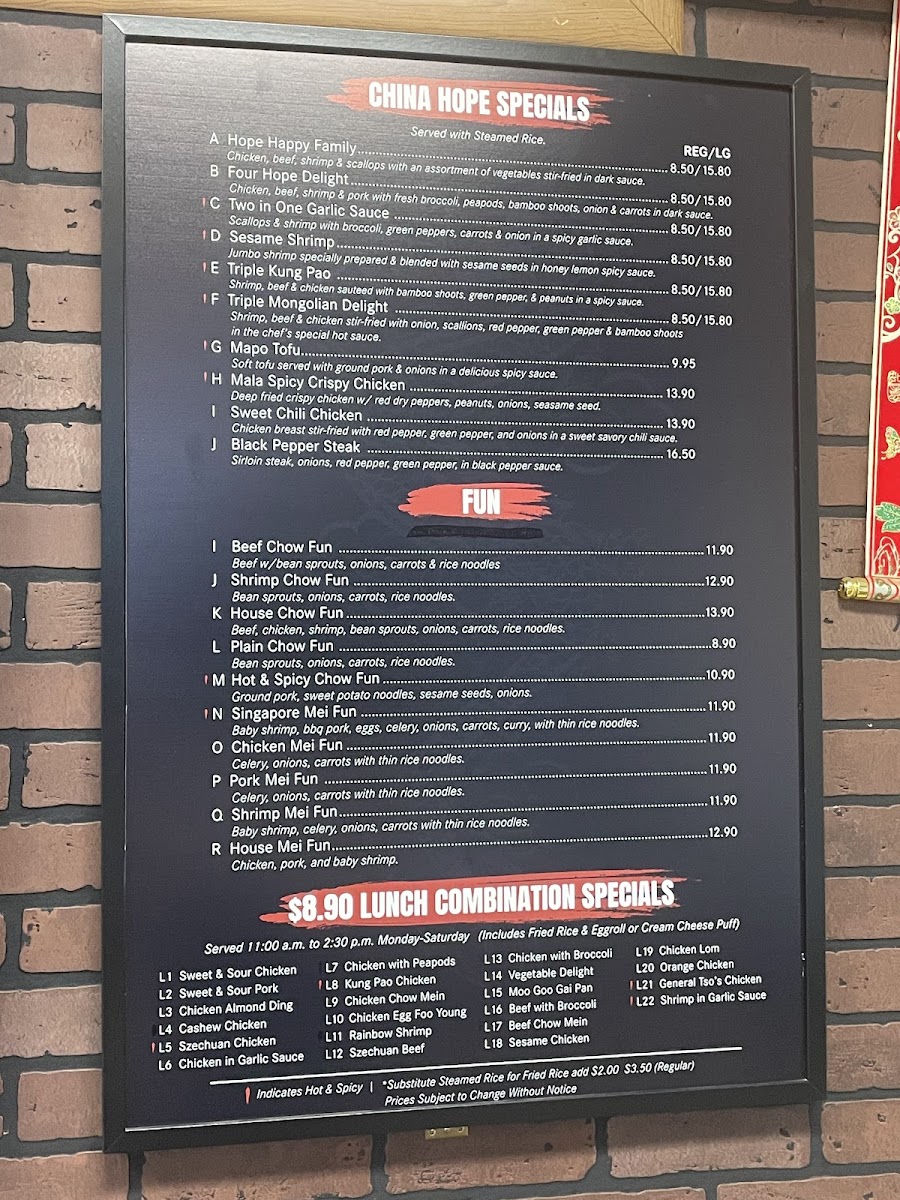 CHINA HOPE SPECIALS
Served with Steamed Rice.
REG/LG
A Hope Happy Family 8.50/15.80
Chicken, beef, shrimp & scallops with an assortment of vegetables stir-fried in dark sauce.
B Four Hope Delight 8.50/15.80
Chicken, beef, shrimp & pork with fresh broccoli, peapods, bamboo shoots, onion & carrots in dark sauce.
C Two in One Garlic Sauce 8.50/15.80
Scallops & shrimp with broccoli, green peppers, carrots & onion in a spicy garlic sauce.
D Sesame Shrimp 8.50/15.80
Jumbo shrimp specially prepared & blended with sesame seeds in honey lemon spicy sauce.
E Triple Kung Pao 8.50/15.80
Shrimp, beef & chicken sauteed with bamboo shoots, green pepper, & peanuts in a spicy sauce.
F Triple Mongolian Delight 8.50/15.80
Shrimp, beef & chicken stir-fried with onion, scallions, red pepper, green pepper & bamboo shoots
in the chef's special hot sauce.
G Mapo Tofu 9.95
Soft tofu served with ground pork & onions in a delicious spicy sauce.
H Mala Spicy Crispy Chicken 13.90
Deep fried crispy chicken w/ red dry peppers, peanuts, onions, seasame seed.
I Sweet Chili Chicken 13.90
Chicken breast stir-fried with red pepper, green pepper, and onions in a sweet savory chili sauce.
J Black Pepper Steak 16.50
Sirloin steak, onions, red pepper, green pepper, in black pepper sauce.
FUN
I Beef Chow Fun 11.90
Beef w/bean sprouts, onions, carrots & rice noodles
J Shrimp Chow Fun 12.90
Bean sprouts, onions, carrots, rice noodles.
K House Chow Fun 13.90
Beef, chicken, shrimp, bean sprouts, onions, carrots, rice noodles.
L Plain Chow Fun 8.90
Bean sprouts, onions, carrots, rice noodles.
M Hot & Spicy Chow Fun 10.90
Ground pork, sweet potato noodles, sesame seeds, onions.
N Singapore Mei Fun 11.90
Baby shrimp, bbq pork, eggs, celery, onions, carrots, curry, with thin rice noodles.
O Chicken Mei Fun 11.90
Celery, onions, carrots with thin rice noodles.
P Pork Mei Fun 11.90
Celery, onions, carrots with thin rice noodles.
Q Shrimp Mei Fun 11.90
Baby shrimp, celery, onions, carrots with thin rice noodles.
R House Mei Fun 12.90
Chicken, pork, and baby shrimp.
$8.90 LUNCH COMBINATION SPECIALS
Served 11:00 a.m. to 2:30 p.m. Monday-Saturday (Includes Fried Rice & Eggroll or Cream Cheese Puff)
L1 Sweet & Sour Chicken
L2 Sweet & Sour Pork
L3 Chicken Almond Ding
L4 Cashew Chicken
L5 Szechuan Chicken
L6 Chicken in Garlic Sauce
L7 Chicken with Peapods
L8 Kung Pao Chicken
L9 Chicken Chow Mein
L10 Chicken Egg Foo Young
L11 Rainbow Shrimp
L12 Szechuan Beef
L13 Chicken with Broccoli
L14 Vegetable Delight
L15 Moo Goo Gai Pan
L16 Beef with Broccoli
L17 Beef Chow Mein
L18 Sesame Chicken
L19 Chicken Lom
L20 Orange Chicken
L21 General Tso's Chicken
L22 Shrimp in Garlic Sauce
Indicates Hot & Spicy | *Substitute Steamed Rice for Fried Rice add $2.00 $3.50 (Regular)
Prices Subject to Change Without Notice